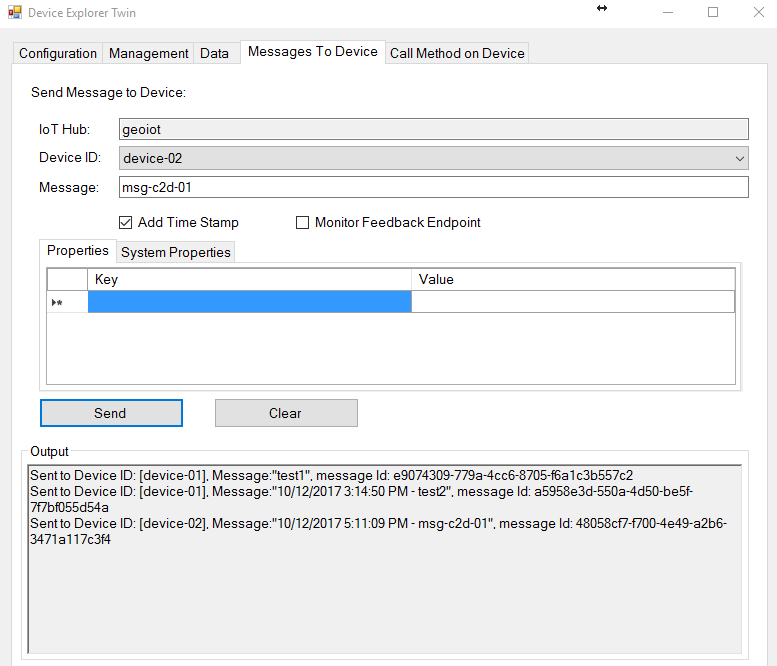 Device Explorer Twin
Configuration Management Data Messages To Device Call Method on Device
Send Message to Device:
IoT Hub: geoiot
Device ID: device-02
Message: msg-c2d-01
Add Time Stamp Monitor Feedback Endpoint
Properties System Properties
Key Value
Send Clear
Output
Sent to Device ID: [device-01], Message:"test1", message Id: e9074309-779a-4cc6-8705-f6a1c3b557c2
Sent to Device ID: [device-01], Message:"10/12/2017 3:14:50 PM - test2", message Id: a5958e3d-550a-4d50-be5f-
7f7bf055d54a
Sent to Device ID: [device-02], Message:"10/12/2017 5:11:09 PM - msg-c2d-01", message Id: 48058cf7-f700-4e49-a2b6-
3471a117c3f4